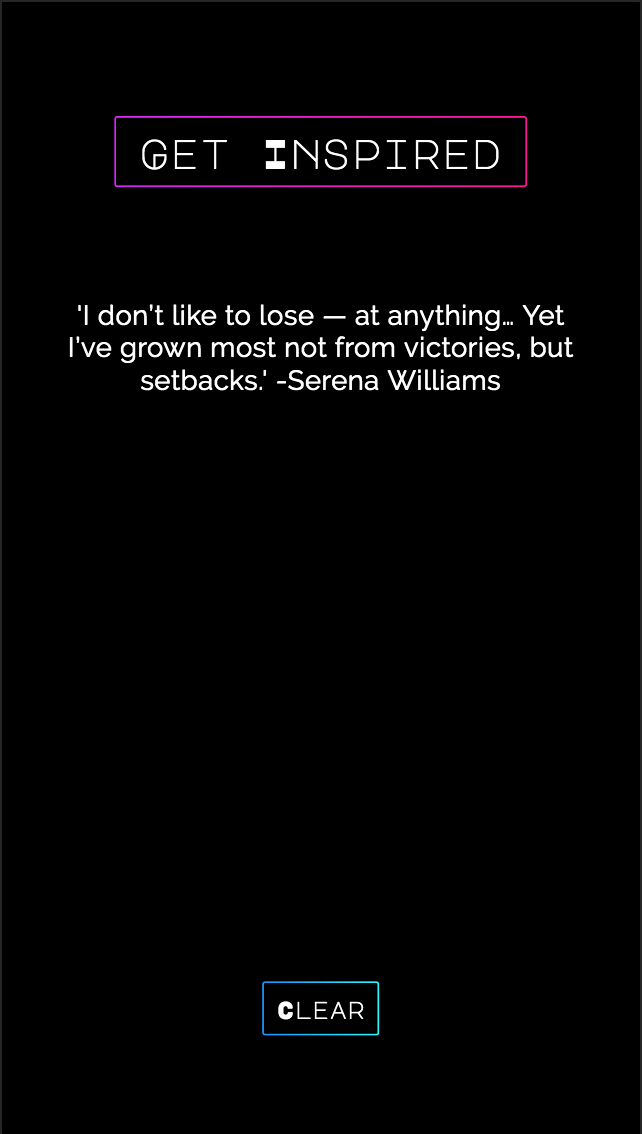 GET INSPIRED
'I don’t like to lose — at anything… Yet
I’ve grown most not from victories, but
setbacks.' -Serena Williams
CLEAR